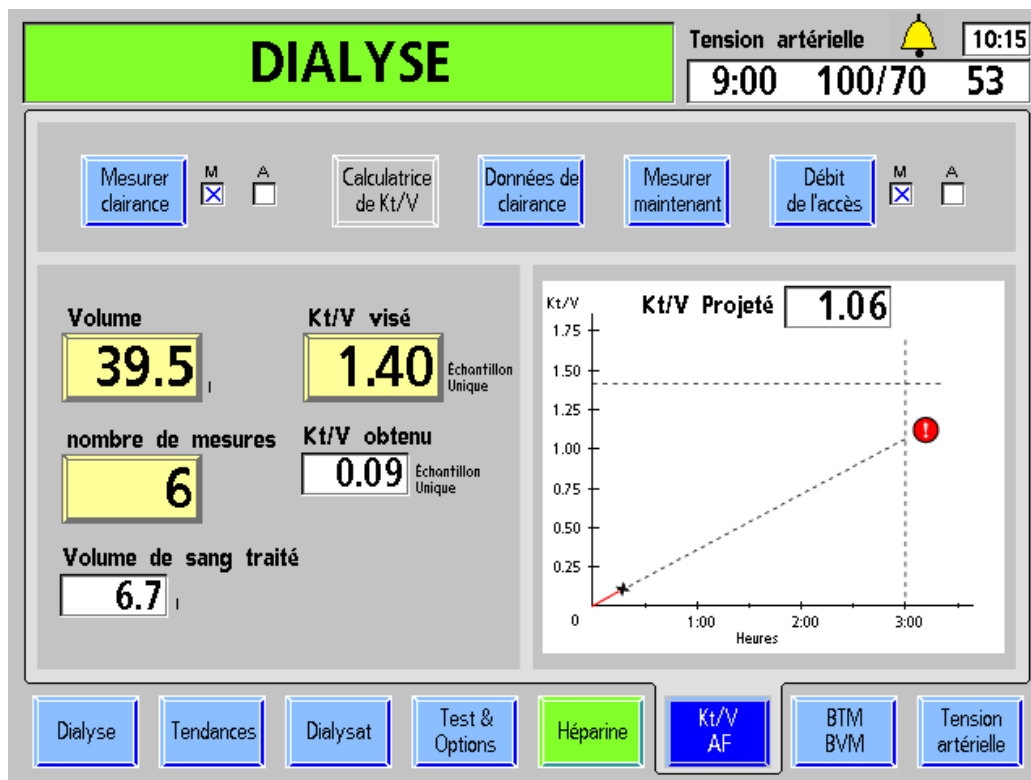 DIALYSE
Tension artérielle
10:15
9:00 100/70 53
Mesurer
clairance
M A
Calculatrice
de Kt/V
Données de
clairance
Mesurer
maintenant
Débit
de l'accès
M A
Volume
39.5 l
Kt/V visé
1.40 Échantillon
Unique
nombre de mesures
6
Kt/V obtenu
0.09 Échantillon
Unique
Volume de sang traité
6.7 l
Kt/V
Kt/V Projeté 1.06
1.75
1.50
1.25
1.00
0.75
0.50
0.25
0 1:00 2:00 3:00
Heures
Dialyse
Tendances
Dialysat
Test &
Options
Héparine
Kt/V
AF
BTM
BVM
Tension
artérielle